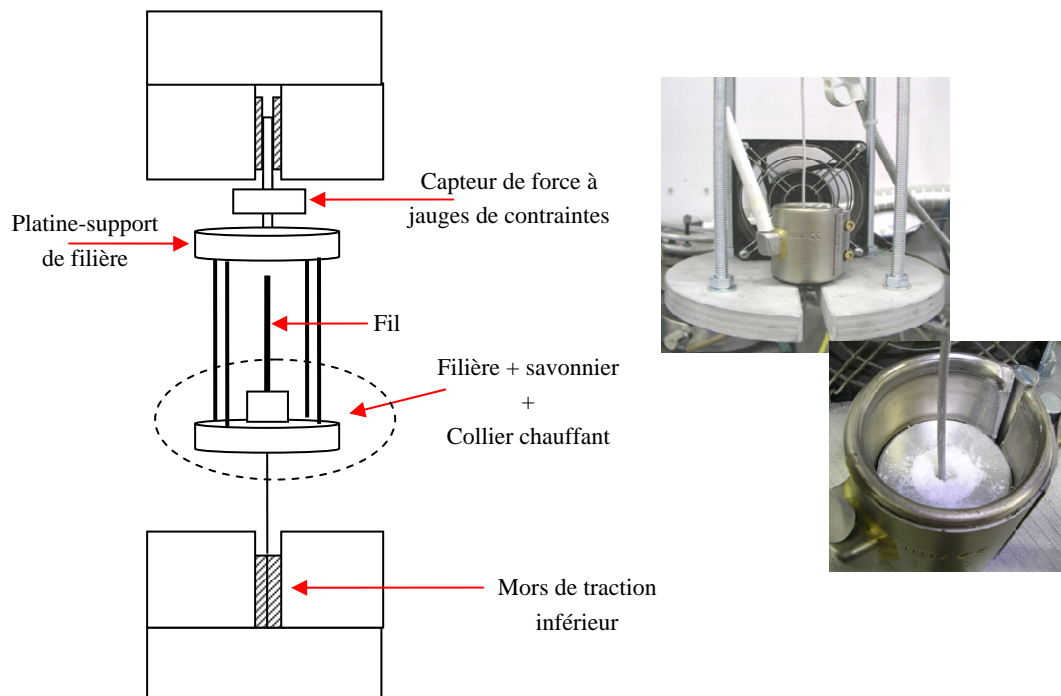 Capteur de force à
jauges de contraintes
Platine-support
de filière
Fil
Filière + savonnier
+
Collier chauffant
Mors de traction
inférieur